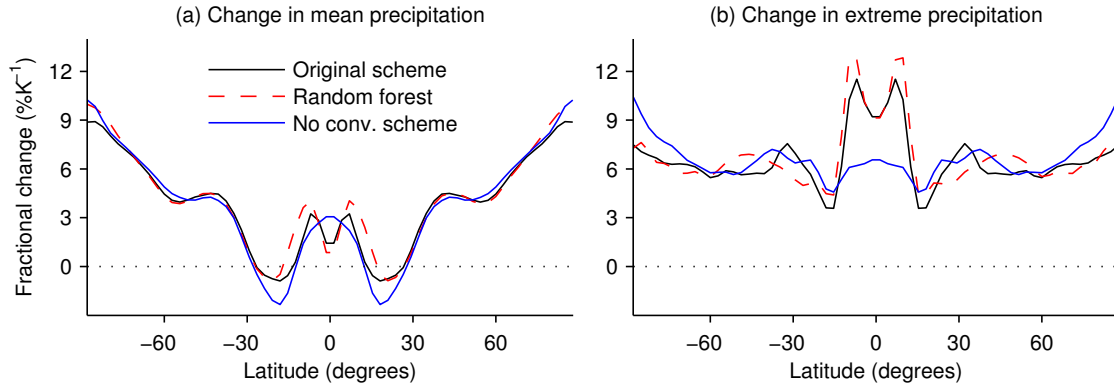 (a) Change in mean precipitation
(b) Change in extreme precipitation
Fractional change (%K⁻¹)
12
9
6
3
0
Original scheme
Random forest
No conv. scheme
−60
−30
0
30
60
Latitude (degrees)
12
9
6
3
0
−60
−30
0
30
60
Latitude (degrees)